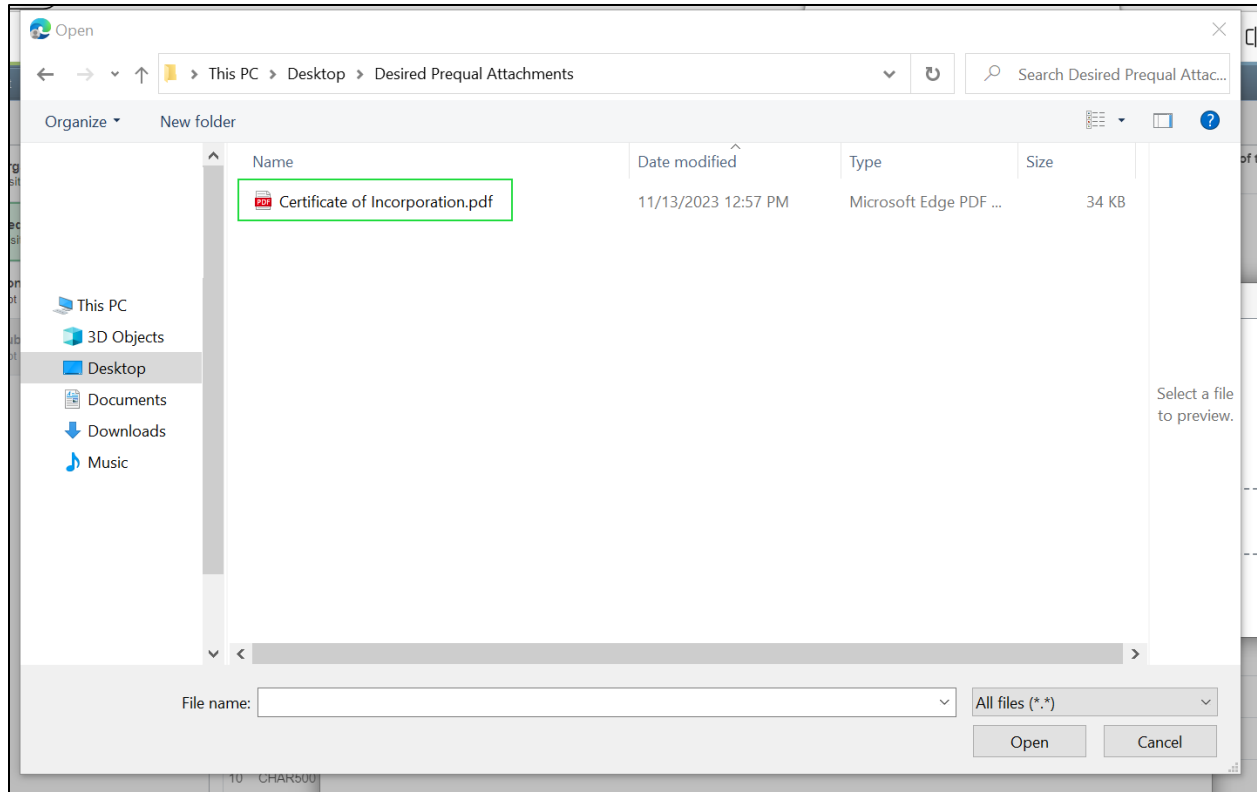 Open
This PC > Desktop > Desired Prequal Attachments
Search Desired Prequal Attac...
Organize
New folder
Name
Date modified
Type
Size
PDF
Certificate of Incorporation.pdf
11/13/2023 12:57 PM
Microsoft Edge PDF ...
34 KB
This PC
3D Objects
Desktop
Documents
Downloads
Music
Select a file
to preview.
File name:
All files (*.*)
Open
Cancel
10 CHAR500